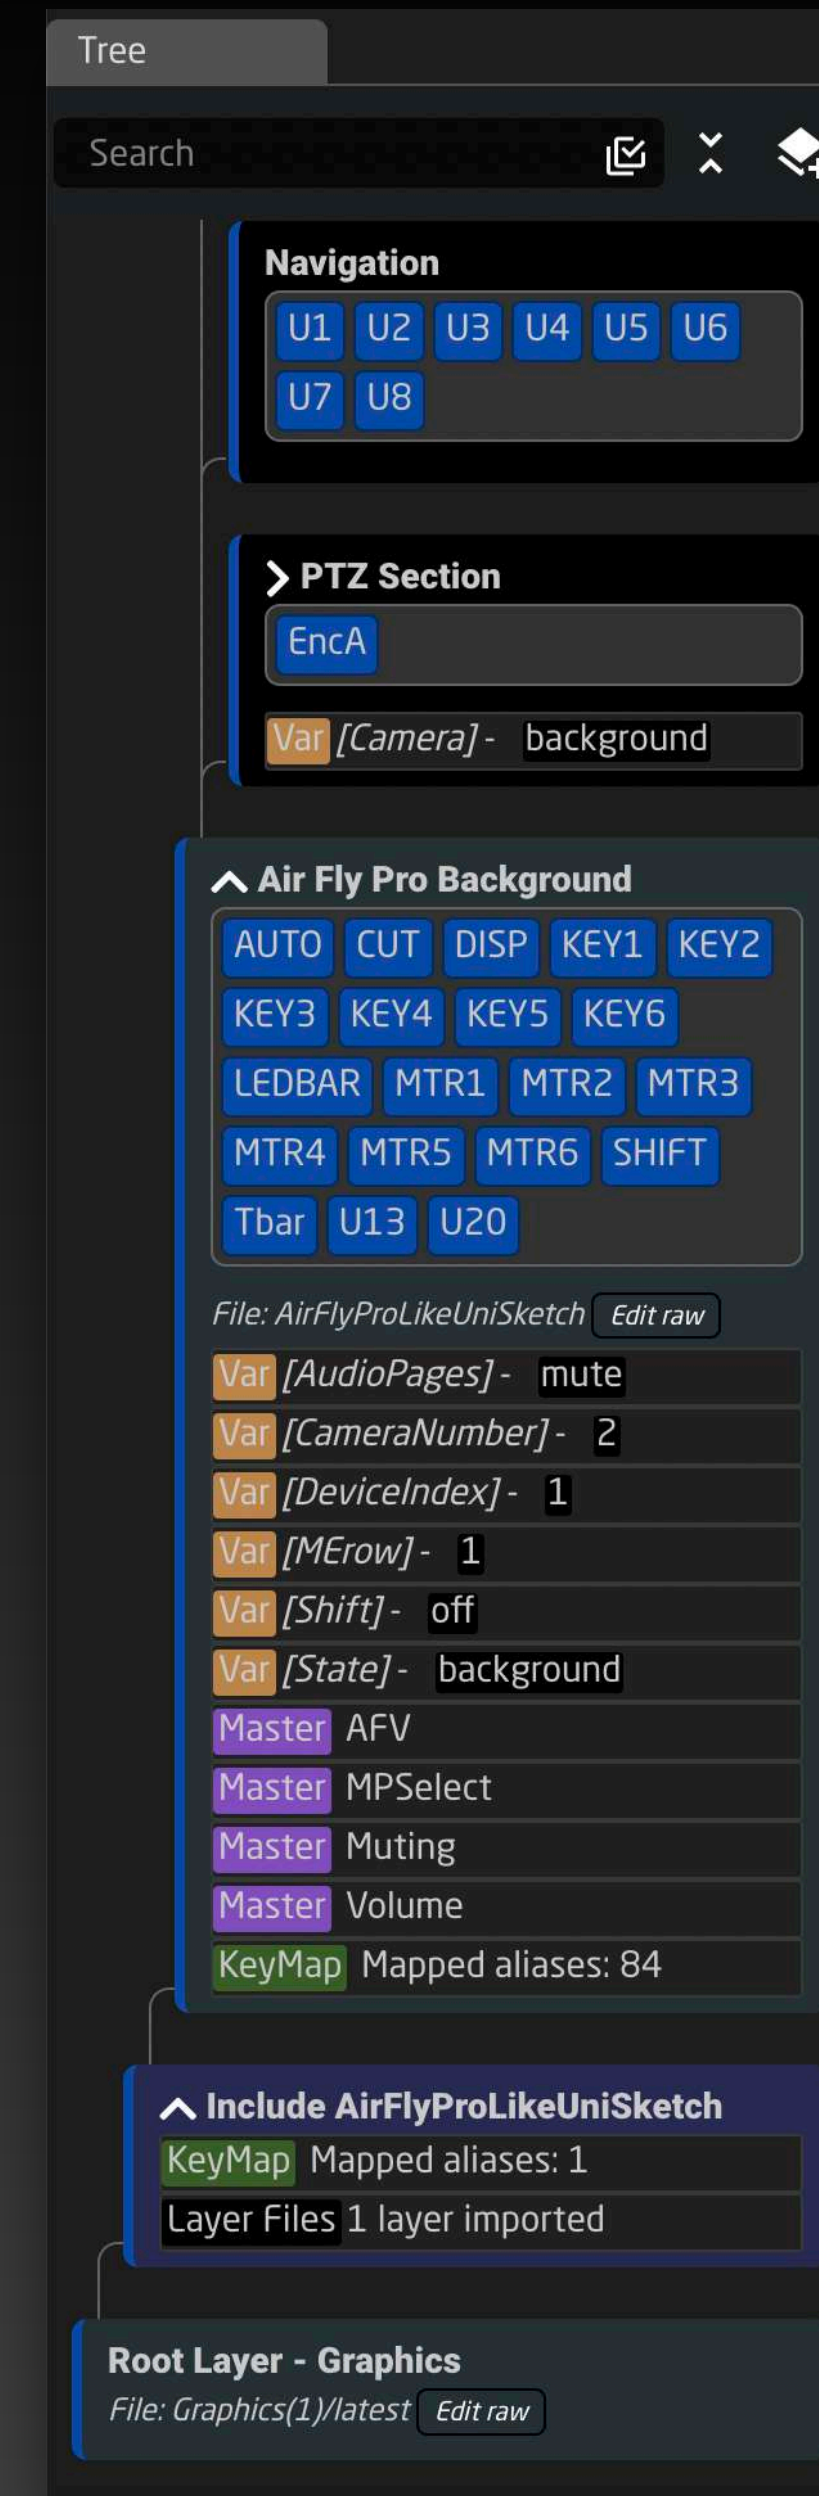 Tree
Search
Navigation
U1 U2 U3 U4 U5 U6
U7 U8
PTZ Section
EncA
Var [Camera] - background
Air Fly Pro Background
AUTO CUT DISP KEY1 KEY2
KEY3 KEY4 KEY5 KEY6
LEDBAR MTR1 MTR2 MTR3
MTR4 MTR5 MTR6 SHIFT
Tbar U13 U20
File: AirFlyProLikeUniSketch Edit raw
Var [AudioPages] - mute
Var [CameraNumber] - 2
Var [DeviceIndex] - 1
Var [MErow] - 1
Var [Shift] - off
Var [State] - background
Master AFV
Master MPSelect
Master Muting
Master Volume
KeyMap Mapped aliases: 84
Include AirFlyProLikeUniSketch
KeyMap Mapped aliases: 1
Layer Files 1 layer imported
Root Layer - Graphics
File: Graphics(1)/latest Edit raw